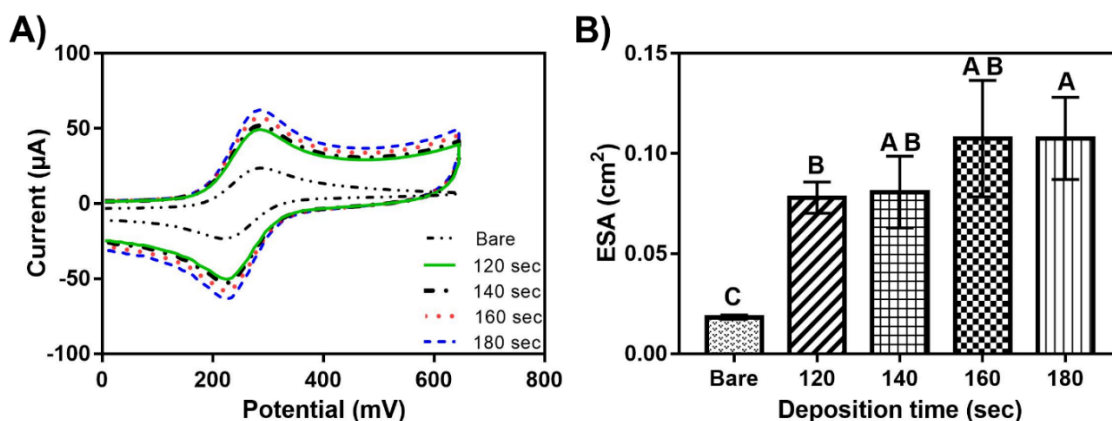 A)
100
50
0
-50
-100
Current (µA)
0
200
400
600
800
Potential (mV)
Bare
120 sec
140 sec
160 sec
180 sec
B)
0.15
0.10
0.05
0.00
ESA (cm²)
C
B
A B
A B
A
Bare
120
140
160
180
Deposition time (sec)